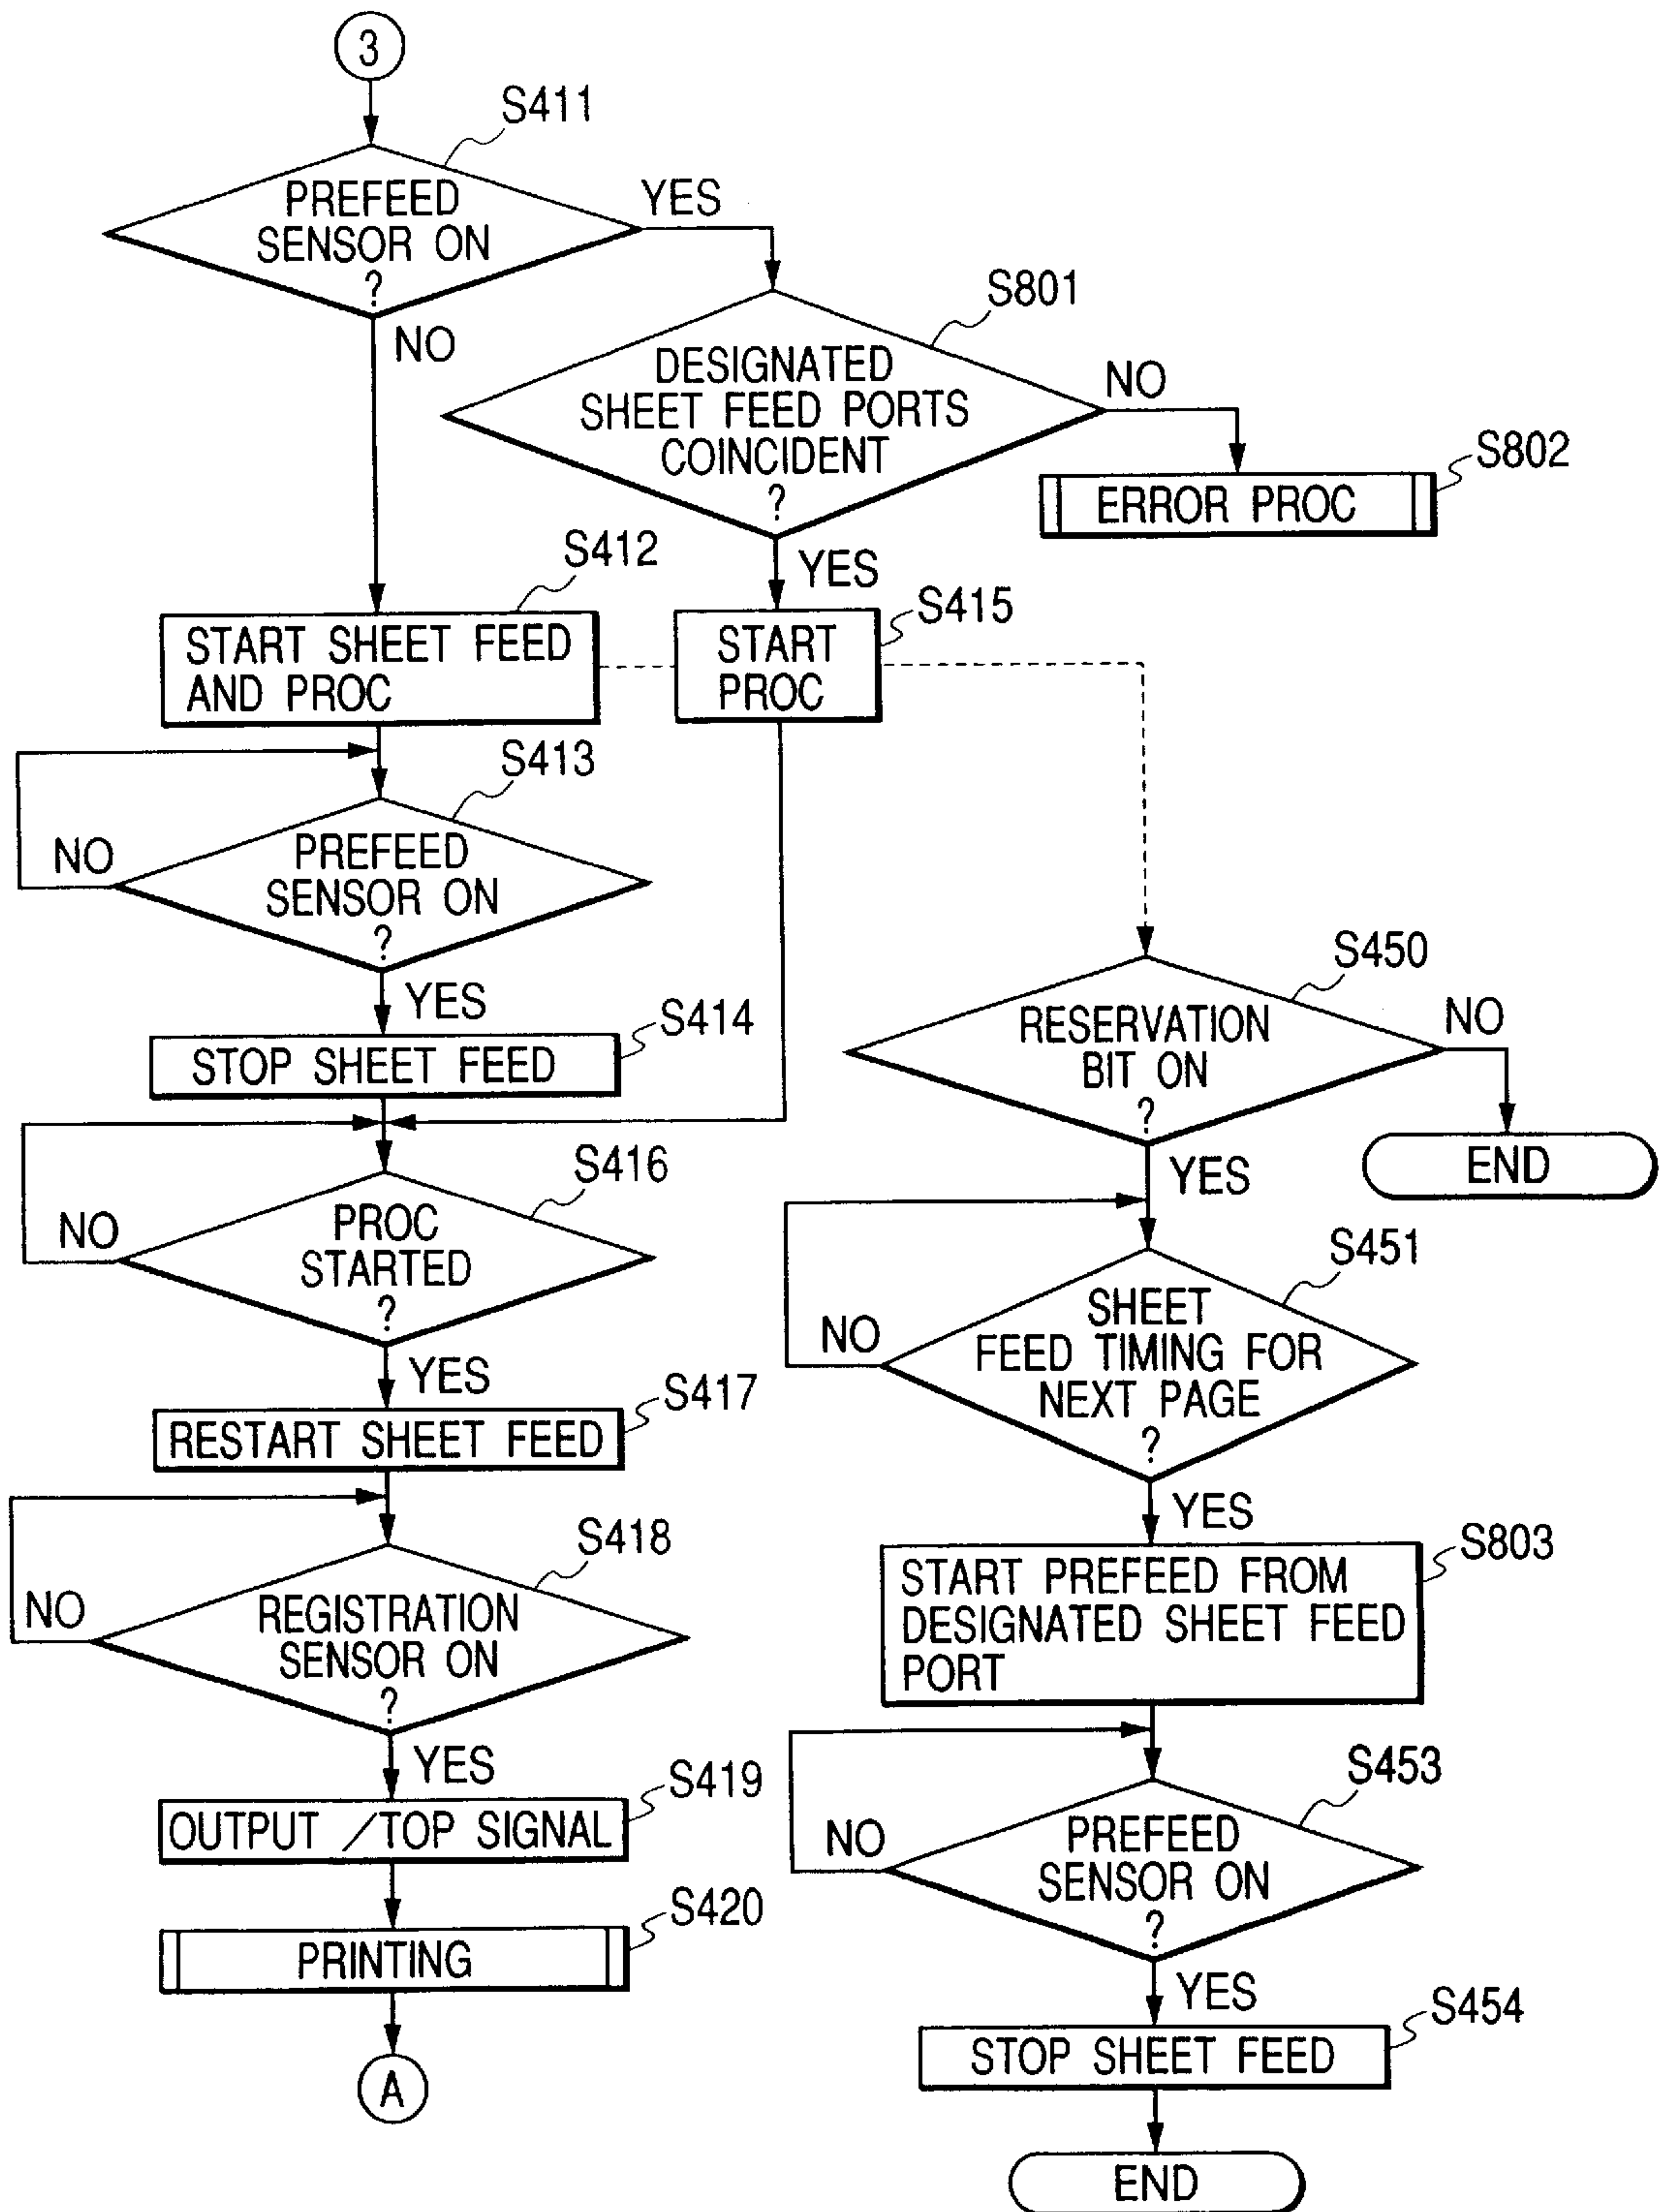 3
S411
PREFEED
SENSOR ON
?
YES
NO
S801
DESIGNATED
SHEET FEED PORTS
COINCIDENT
?
NO
YES
S802
ERROR PROC
S412
START SHEET FEED
AND PROC
S415
START
PROC
S413
PREFEED
SENSOR ON
?
NO
YES
S414
STOP SHEET FEED
S416
PROC
STARTED
?
NO
YES
S417
RESTART SHEET FEED
S418
REGISTRATION
SENSOR ON
?
NO
YES
S419
OUTPUT /TOP SIGNAL
S420
PRINTING
A
S450
RESERVATION
BIT ON
?
NO
END
YES
S451
SHEET
FEED TIMING FOR
NEXT PAGE
?
NO
YES
S803
START PREFEED FROM
DESIGNATED SHEET FEED
PORT
S453
PREFEED
SENSOR ON
?
NO
YES
S454
STOP SHEET FEED
END